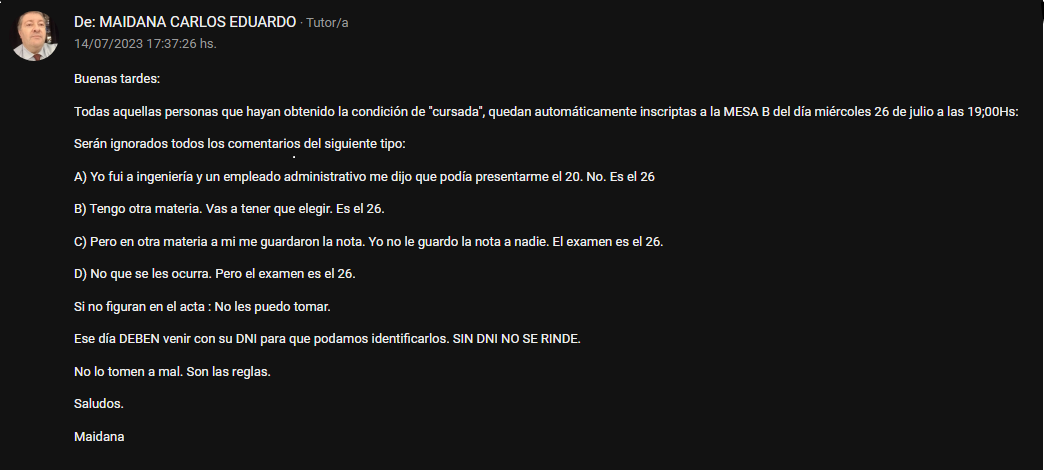 De: MAIDANA CARLOS EDUARDO · Tutor/a
14/07/2023 17:37:26 hs.
Buenas tardes:
Todas aquellas personas que hayan obtenido la condición de "cursada", quedan automáticamente inscriptas a la MESA B del día miércoles 26 de julio a las 19;00Hs:
Serán ignorados todos los comentarios del siguiente tipo:
A) Yo fui a ingeniería y un empleado administrativo me dijo que podía presentarme el 20. No. Es el 26
B) Tengo otra materia. Vas a tener que elegir. Es el 26.
C) Pero en otra materia a mi me guardaron la nota. Yo no le guardo la nota a nadie. El examen es el 26.
D) No que se les ocurra. Pero el examen es el 26.
Si no figuran en el acta : No les puedo tomar.
Ese día DEBEN venir con su DNI para que podamos identificarlos. SIN DNI NO SE RINDE.
No lo tomen a mal. Son las reglas.
Saludos.
Maidana